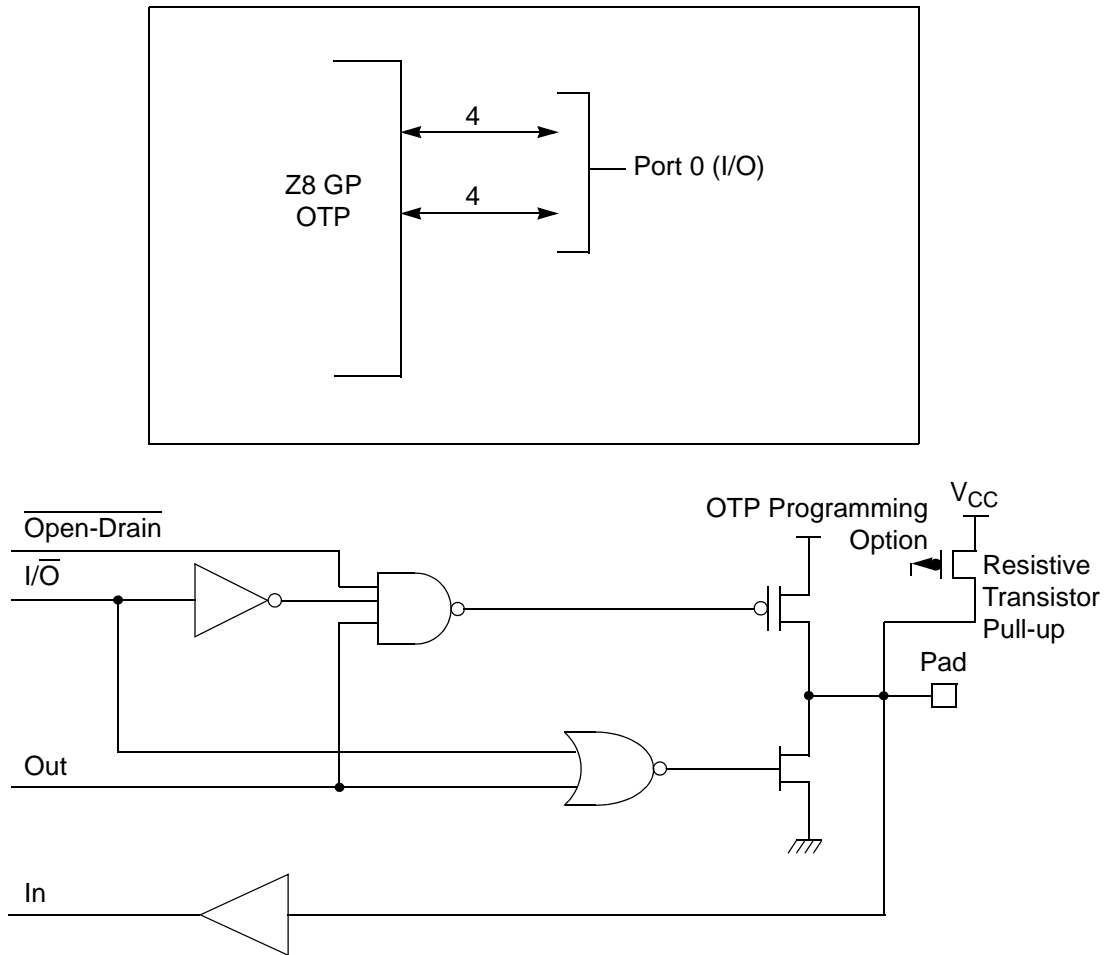 4
4
Z8 GP
OTP
Port 0 (I/O)
Open-Drain
I/O
OTP Programming
Option
VCC
Resistive
Transistor
Pull-up
Pad
Out
In